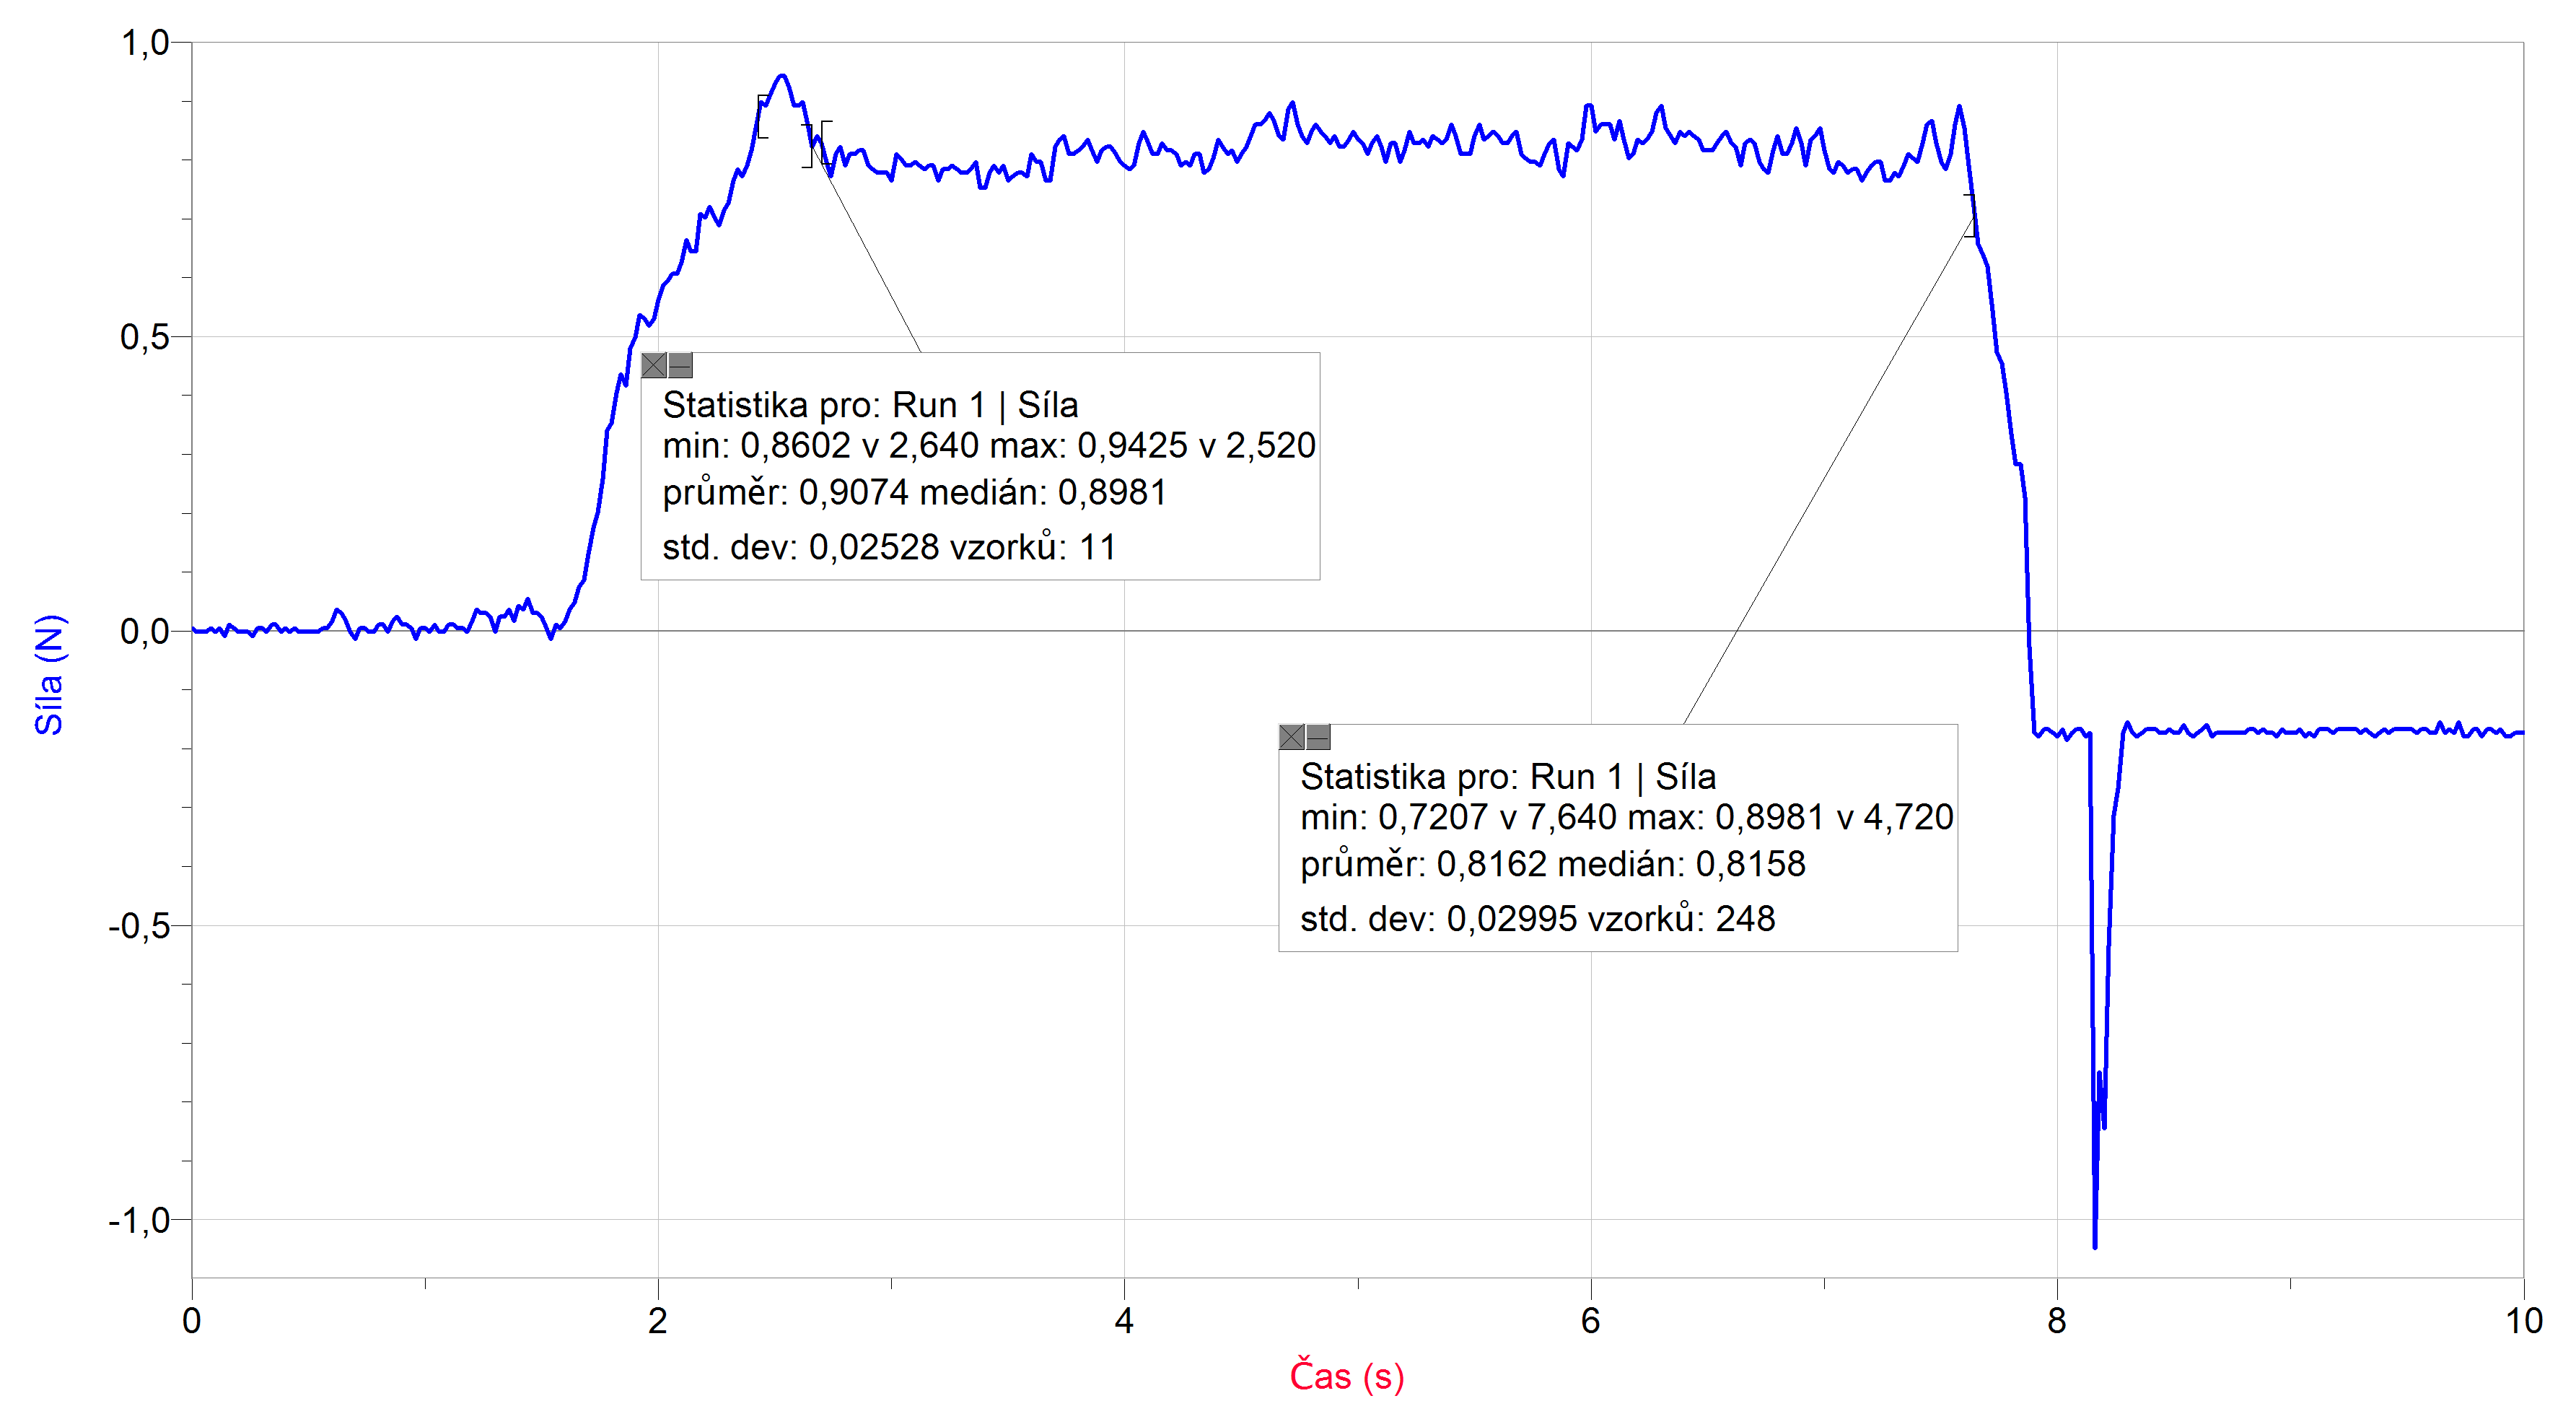 1,0
0,5
0,0
-0,5
-1,0
Síla (N)
Statistika pro: Run 1 | Síla
min: 0,8602 v 2,640 max: 0,9425 v 2,520
průměr: 0,9074 medián: 0,8981
std. dev: 0,02528 vzorků: 11
Statistika pro: Run 1 | Síla
min: 0,7207 v 7,640 max: 0,8981 v 4,720
průměr: 0,8162 medián: 0,8158
std. dev: 0,02995 vzorků: 248
0 2 4 6 8 10
Čas (s)